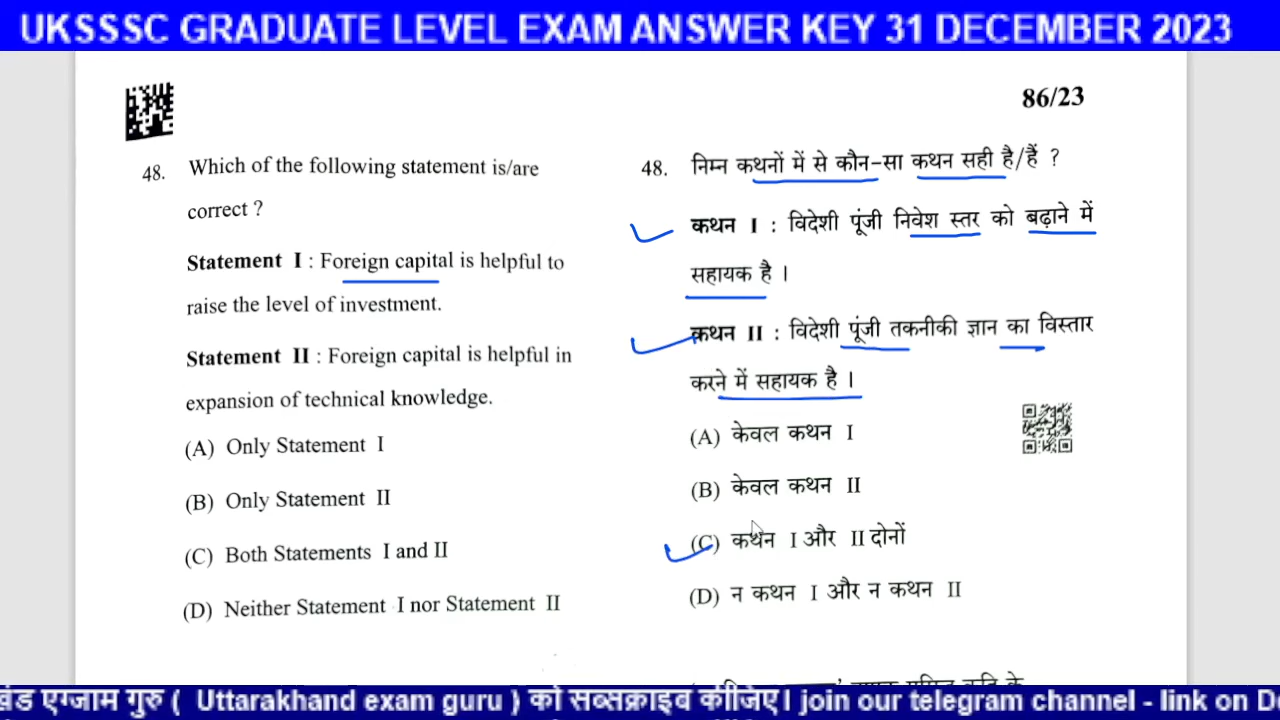 UKSSSC GRADUATE LEVEL EXAM ANSWER KEY 31 DECEMBER 2023
86/23
48. Which of the following statement is/are
correct ?
Statement I : Foreign capital is helpful to
raise the level of investment.
Statement II : Foreign capital is helpful in
expansion of technical knowledge.
(A) Only Statement I
(B) Only Statement II
(C) Both Statements I and II
(D) Neither Statement I nor Statement II
48. निम्न कथनों में से कौन-सा कथन सही है/हैं ?
कथन I : विदेशी पूंजी निवेश स्तर को बढ़ाने में
सहायक है ।
कथन II : विदेशी पूंजी तकनीकी ज्ञान का विस्तार
करने में सहायक है ।
(A) केवल कथन I
(B) केवल कथन II
(C) कथन I और II दोनों
(D) न कथन I और न कथन II
एग्जाम गुरु ( Uttarakhand exam guru ) को सब्सक्राइब कीजिए। join our telegram channel - link on